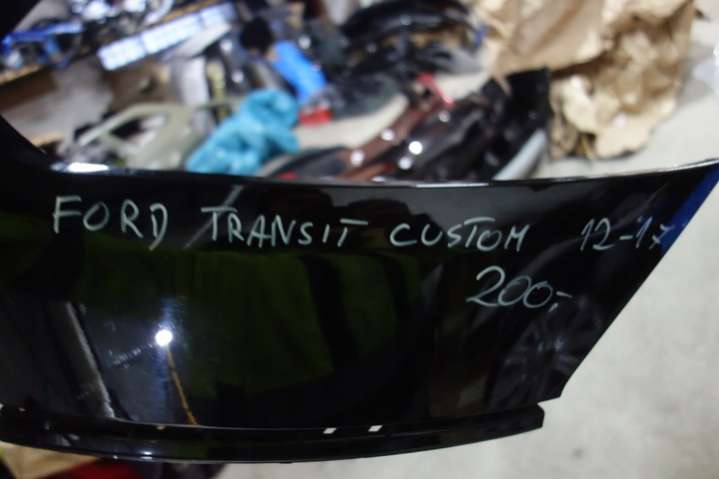 FORD TRANSIT CUSTOM 12-17
200,-